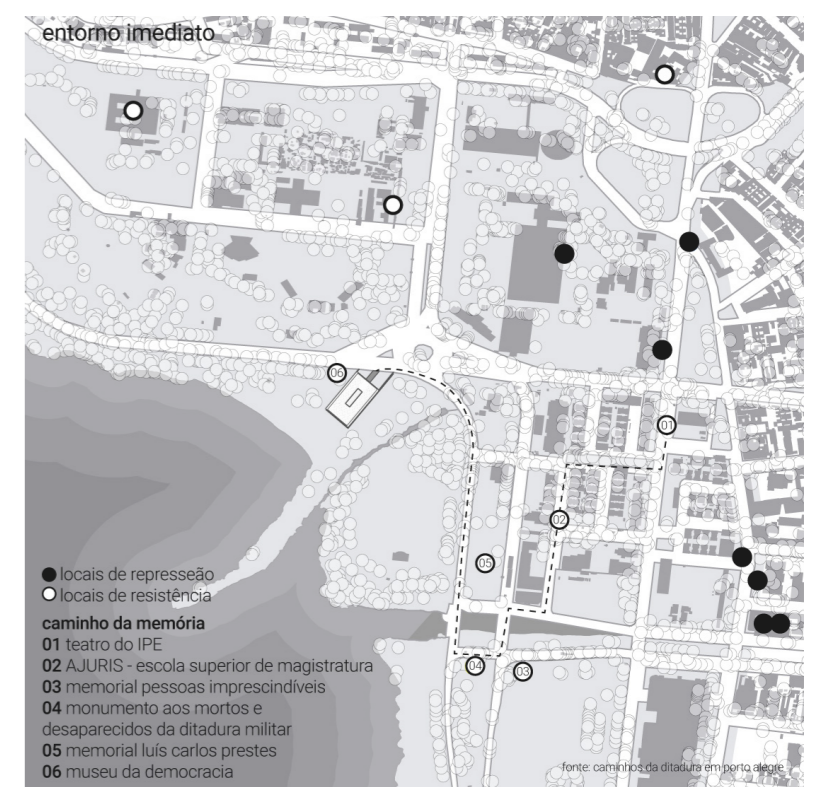 entorno imediato
01
02
03
04
05
06
locais de represseão
locais de resistência
caminho da memória
01 teatro do IPE
02 AJURIS - escola superior de magistratura
03 memorial pessoas imprescindíveis
04 monumento aos mortos e
desaparecidos da ditadura militar
05 memorial luís carlos prestes
06 museu da democracia
fonte: caminhos da ditadura em porto alegre